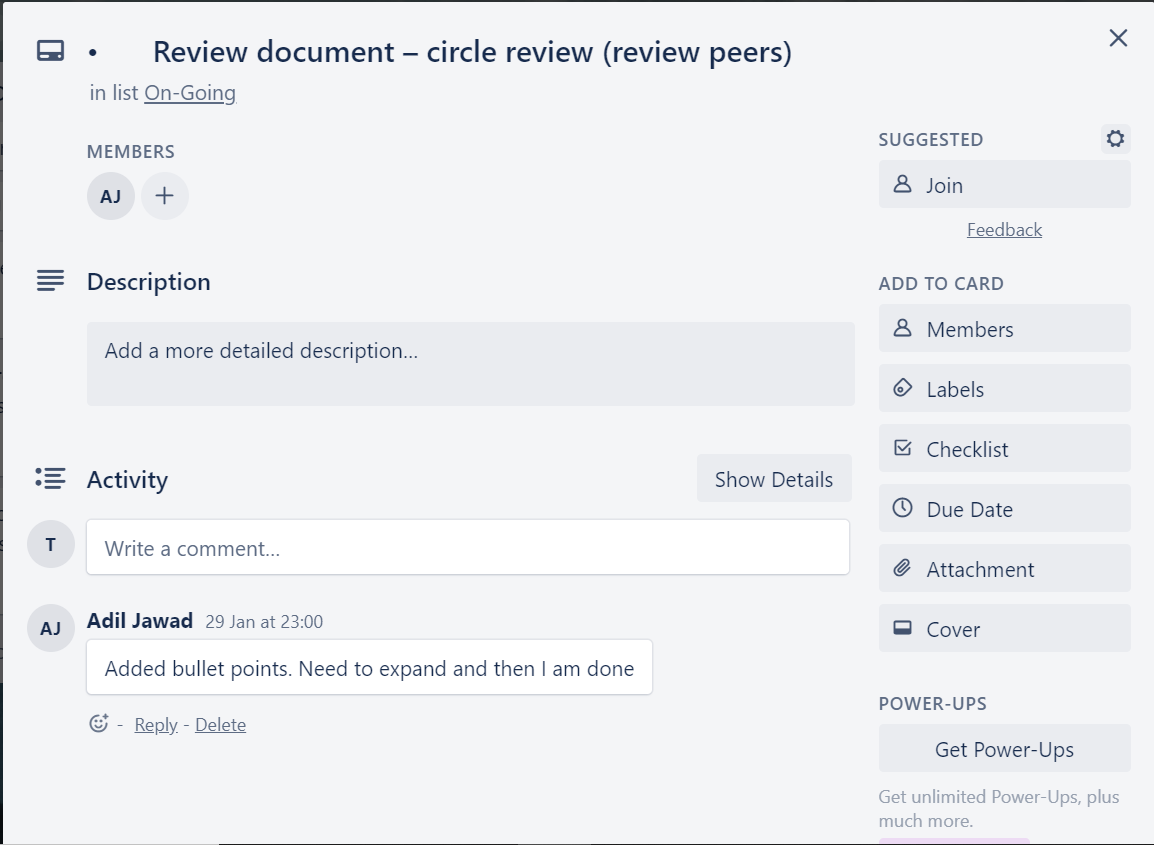 • Review document – circle review (review peers)
in list On-Going
MEMBERS
AJ
Description
Add a more detailed description...
Activity
Show Details
T
Write a comment...
AJ
Adil Jawad 29 Jan at 23:00
Added bullet points. Need to expand and then I am done
- Reply - Delete
SUGGESTED
Join
Feedback
ADD TO CARD
Members
Labels
Checklist
Due Date
Attachment
Cover
POWER-UPS
Get Power-Ups
Get unlimited Power-Ups, plus
much more.